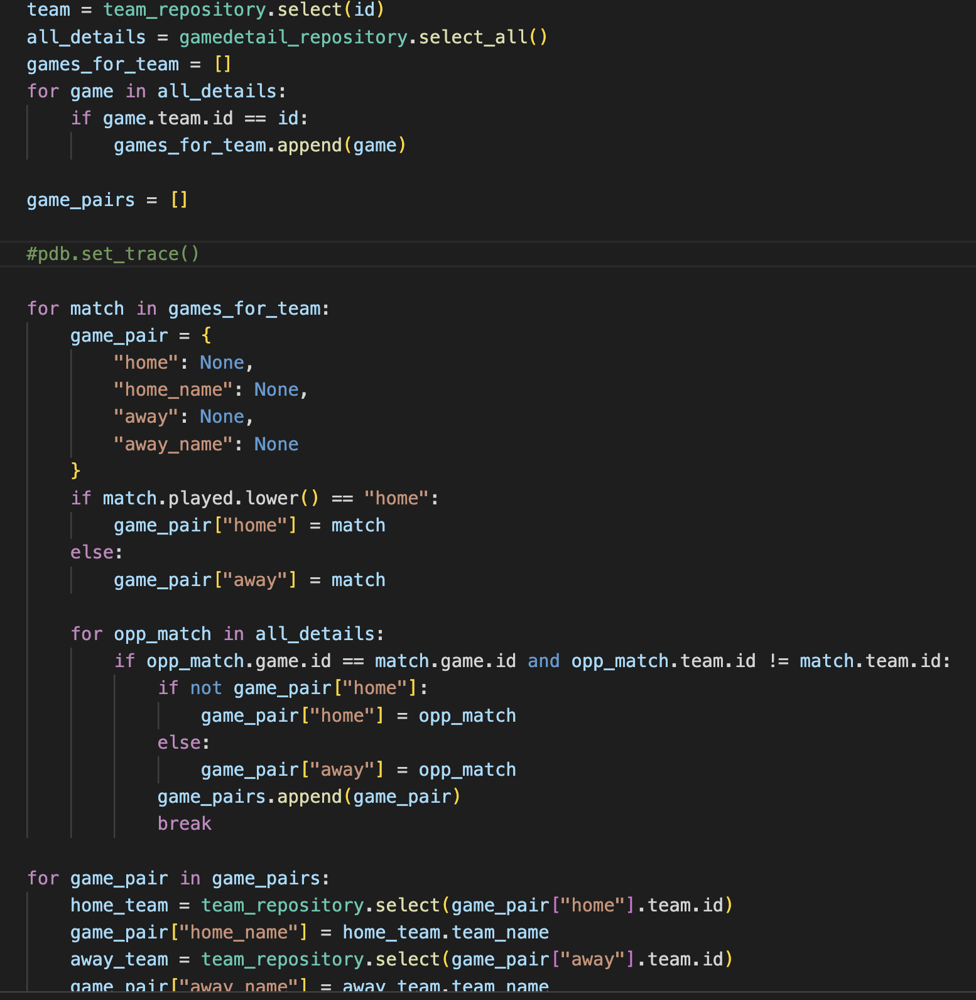 team = team_repository.select(id)
all_details = gamedetail_repository.select_all()
games_for_team = []
for game in all_details:
    if game.team.id == id:
        games_for_team.append(game)

game_pairs = []

#pdb.set_trace()

for match in games_for_team:
    game_pair = {
        "home": None,
        "home_name": None,
        "away": None,
        "away_name": None
    }
    if match.played.lower() == "home":
        game_pair["home"] = match
    else:
        game_pair["away"] = match

    for opp_match in all_details:
        if opp_match.game.id == match.game.id and opp_match.team.id != match.team.id:
            if not game_pair["home"]:
                game_pair["home"] = opp_match
            else:
                game_pair["away"] = opp_match
            game_pairs.append(game_pair)
            break

for game_pair in game_pairs:
    home_team = team_repository.select(game_pair["home"].team.id)
    game_pair["home_name"] = home_team.team_name
    away_team = team_repository.select(game_pair["away"].team.id)
    game_pair["away_name"] = away_team.team_name